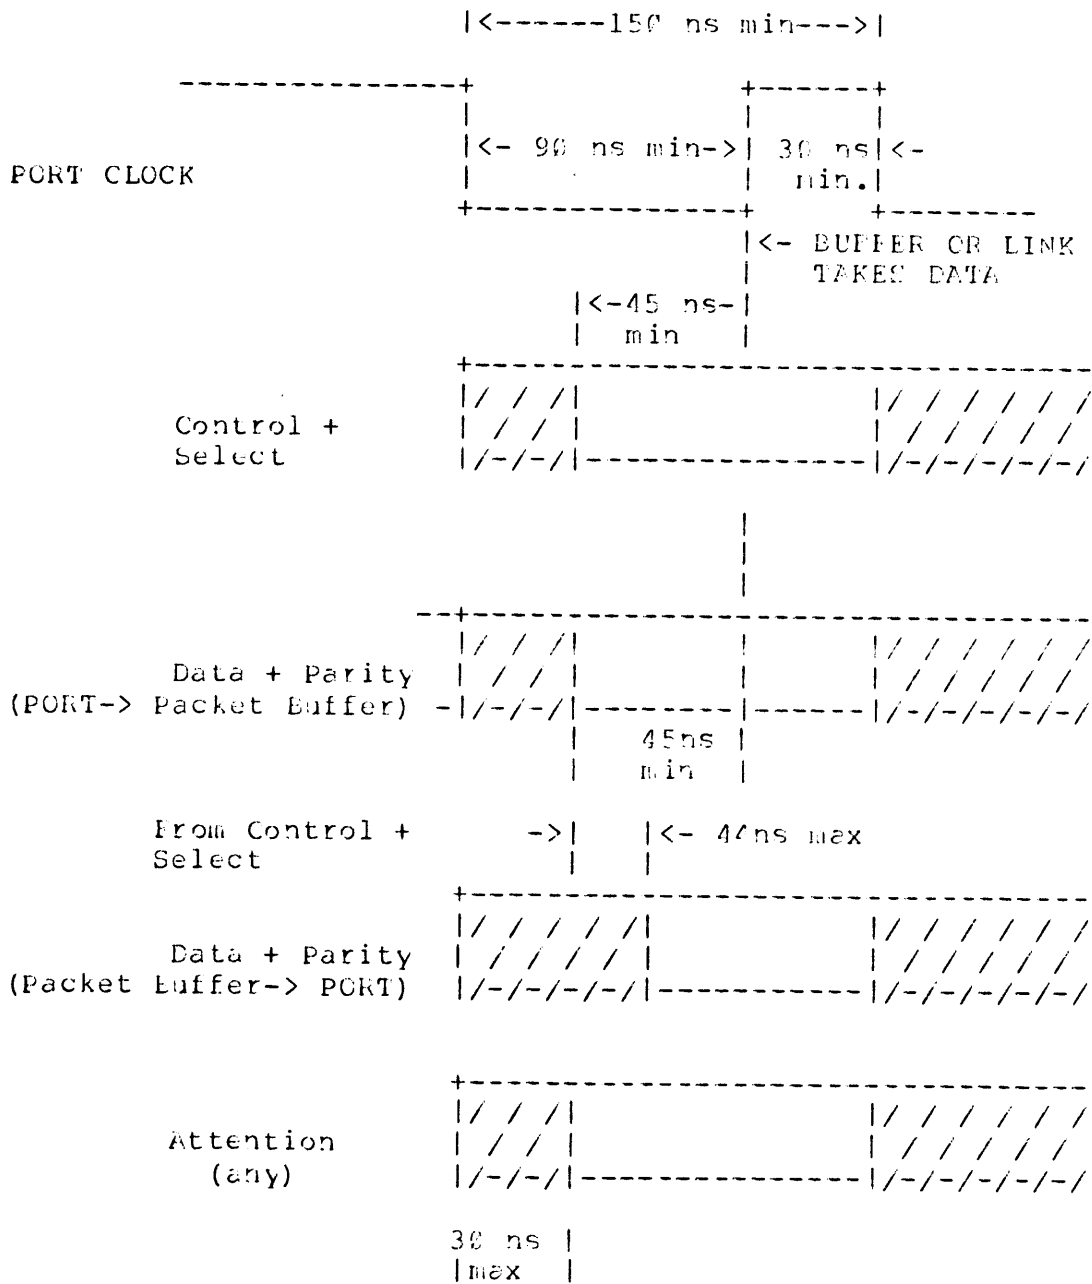 |<------150 ns min--->|
PORT CLOCK
|<- 90 ns min->| 30 ns|<-
min.|
|<- BUFFER OR LINK
TAKES DATA
|<-45 ns-|
| min |
Control +
Select
Data + Parity
(PORT-> Packet Buffer)
45ns |
min |
From Control +
Select
->| |<- 44ns max
Data + Parity
(Packet Buffer-> PORT)
Attention
(any)
30 ns |
|max |